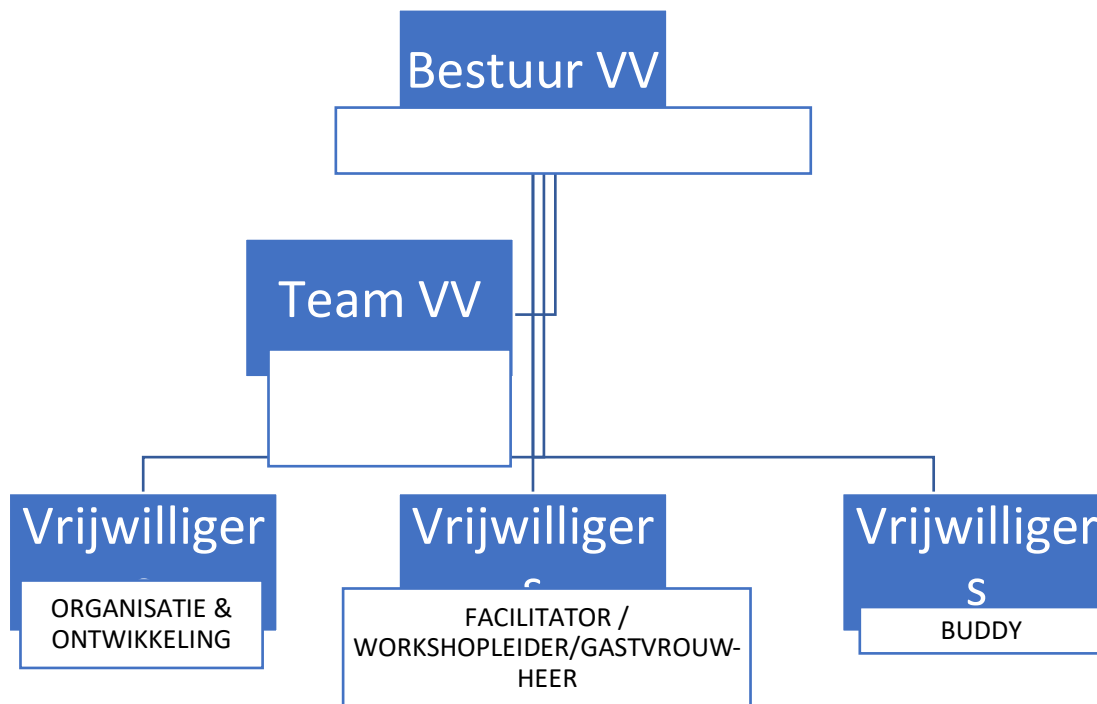 Bestuur VV
Team VV
Vrijwilliger
ORGANISATIE &
ONTWIKKELING
Vrijwilliger
s
FACILITATOR /
WORKSHOPLEIDER/GASTVROUW-
HEER
Vrijwilliger
s
BUDDY